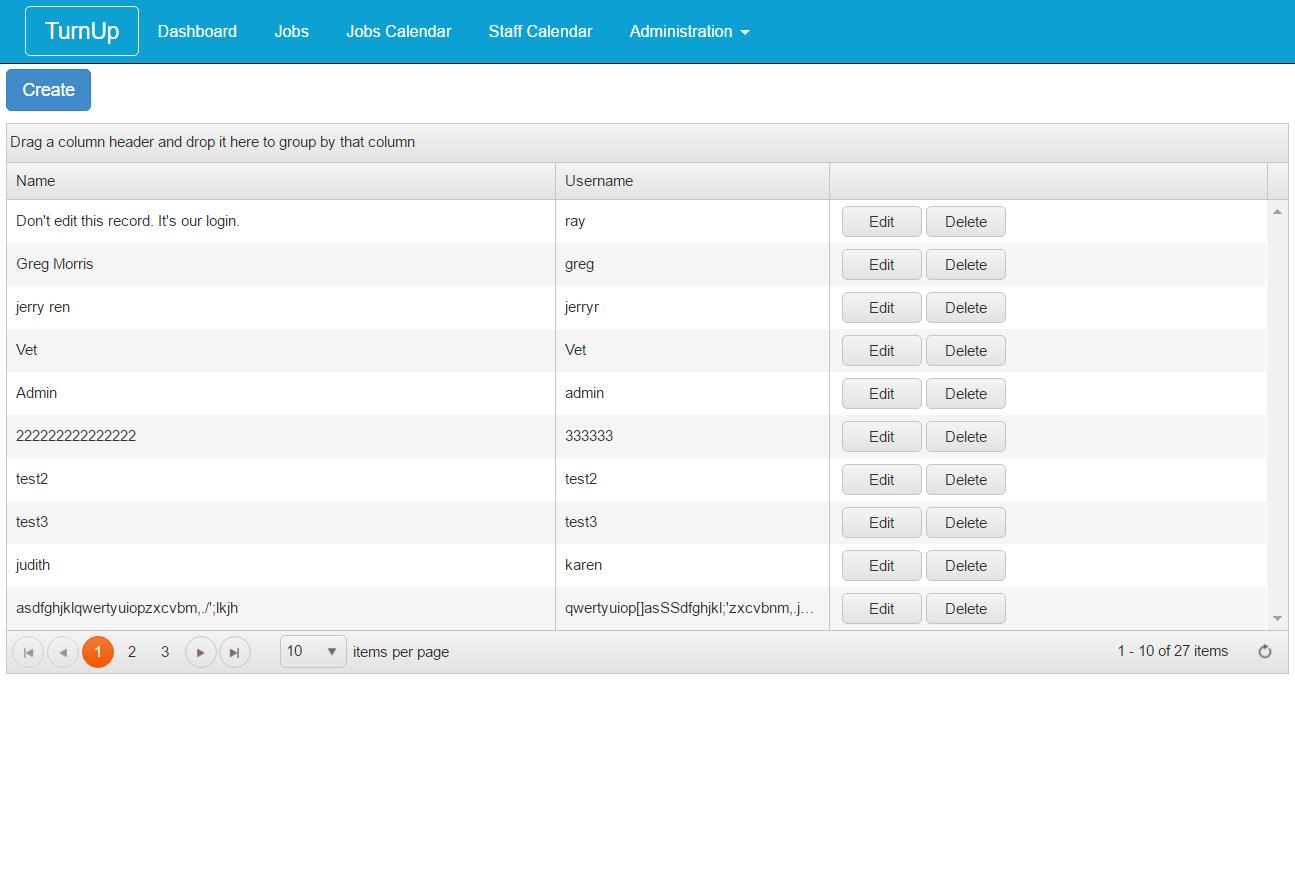 TurnUp Dashboard Jobs Jobs Calendar Staff Calendar Administration
Create
Drag a column header and drop it here to group by that column
Name Username
Don't edit this record. It's our login. ray Edit Delete
Greg Morris greg Edit Delete
jerry ren jerryr Edit Delete
Vet Vet Edit Delete
Admin admin Edit Delete
222222222222222 333333 Edit Delete
test2 test2 Edit Delete
test3 test3 Edit Delete
judith karen Edit Delete
asdfghjklqwertyuiopzxcvbm,./';lkjh qwertyuiop[]asSSdfghjkl;'zxcvbnm,.j... Edit Delete
1 2 3 10 items per page 1 - 10 of 27 items